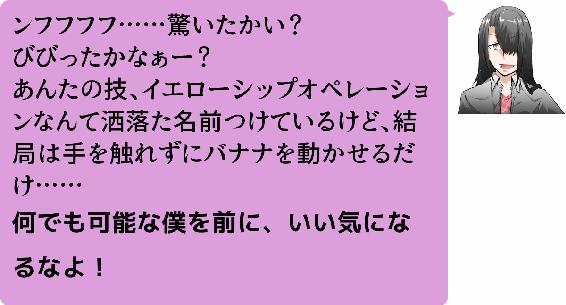 ンフフフフ……驚いたかい？
びびったかなぁー？
あんたの技、イエローシップオペレーショ
ンなんて洒落た名前つけているけど、結
局は手を触れずにバナナを動かせるだ
け……
何でも可能な僕を前に、いい気にな
るなよ！